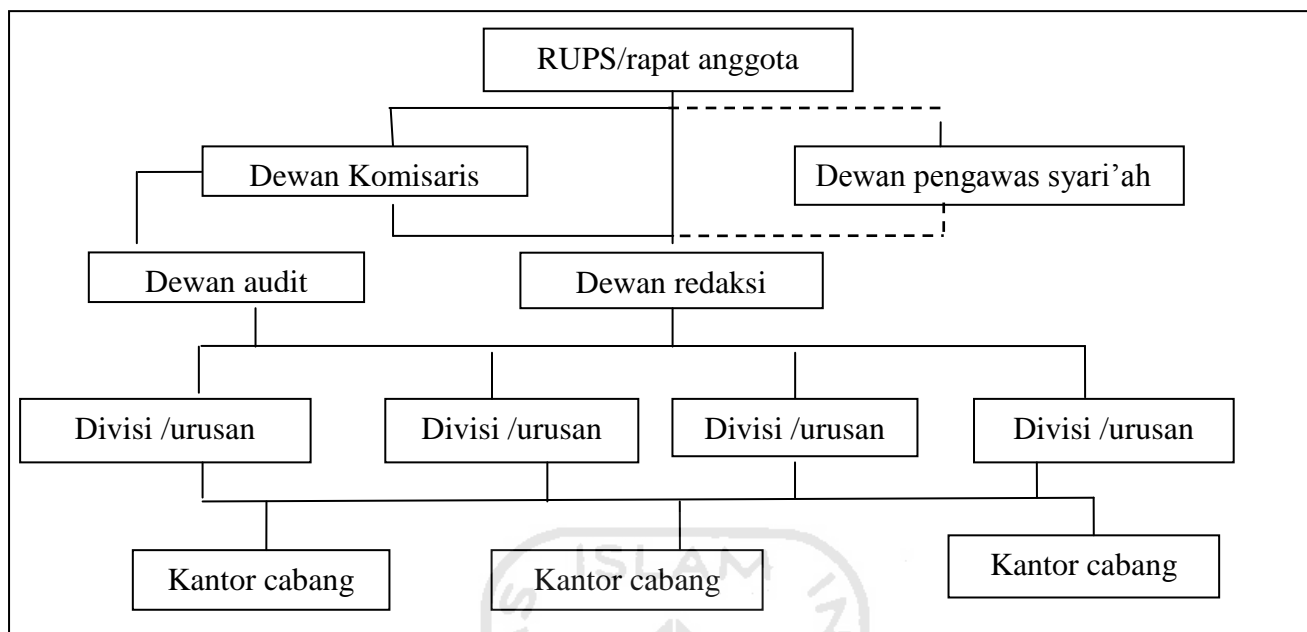 RUPS/rapat anggota
Dewan Komisaris
Dewan pengawas syari'ah
Dewan audit
Dewan redaksi
Divisi /urusan
Divisi /urusan
Divisi /urusan
Divisi /urusan
Kantor cabang
Kantor cabang
Kantor cabang
ISLAM